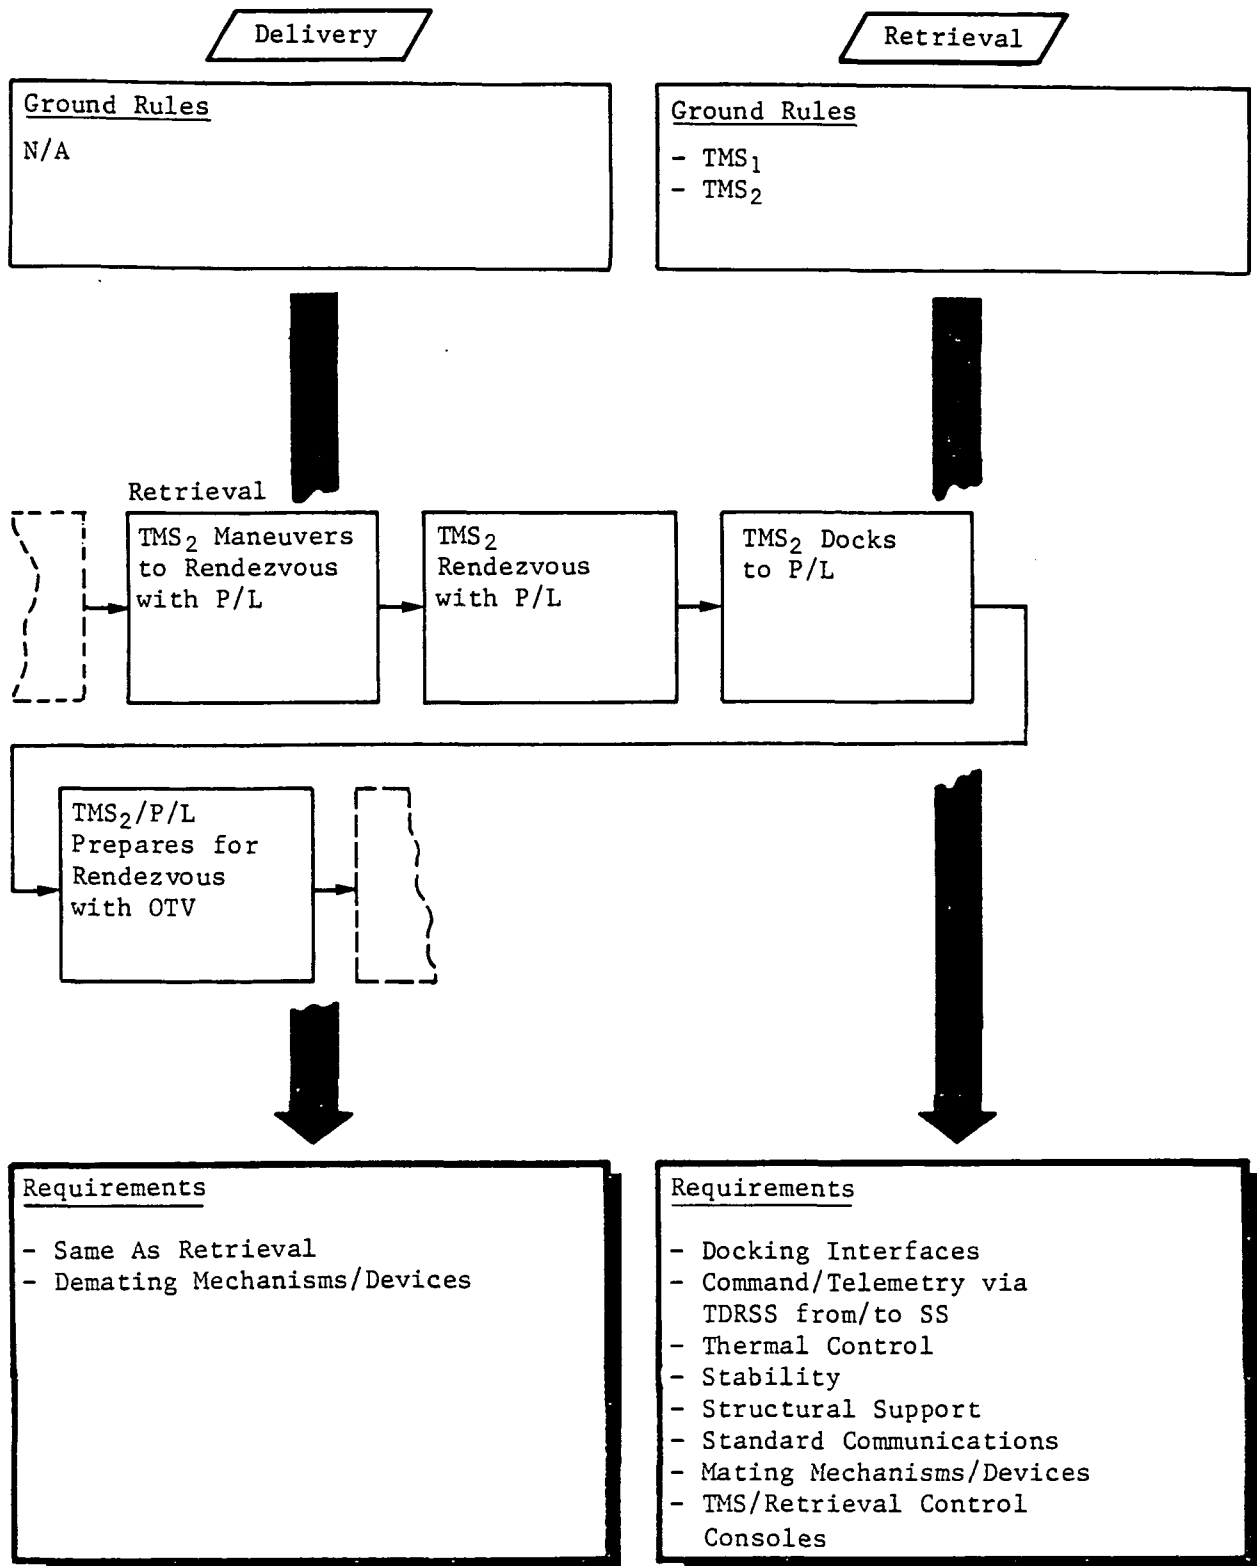 Delivery
Retrieval
Ground Rules
N/A
Ground Rules
- TMS1
- TMS2
Retrieval
TMS2 Maneuvers
to Rendezvous
with P/L
TMS2
Rendezvous
with P/L
TMS2 Docks
to P/L
TMS2/P/L
Prepares for
Rendezvous
with OTV
Requirements
- Same As Retrieval
- Demating Mechanisms/Devices
Requirements
- Docking Interfaces
- Command/Telemetry via
TDRSS from/to SS
- Thermal Control
- Stability
- Structural Support
- Standard Communications
- Mating Mechanisms/Devices
- TMS/Retrieval Control
Consoles